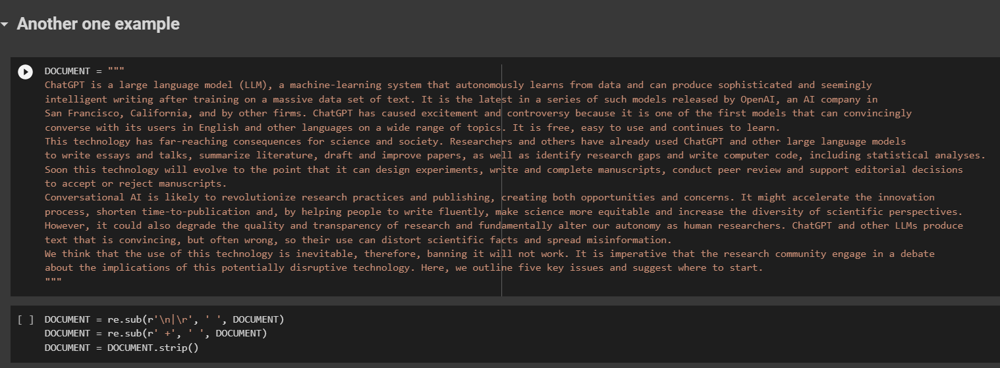 Another one example
DOCUMENT = """
ChatGPT is a large language model (LLM), a machine-learning system that autonomously learns from data and can produce sophisticated and seemingly
intelligent writing after training on a massive data set of text. It is the latest in a series of such models released by OpenAI, an AI company in
San Francisco, California, and by other firms. ChatGPT has caused excitement and controversy because it is one of the first models that can convincingly
converse with its users in English and other languages on a wide range of topics. It is free, easy to use and continues to learn.
This technology has far-reaching consequences for science and society. Researchers and others have already used ChatGPT and other large language models
to write essays and talks, summarize literature, draft and improve papers, as well as identify research gaps and write computer code, including statistical analyses.
Soon this technology will evolve to the point that it can design experiments, write and complete manuscripts, conduct peer review and support editorial decisions
to accept or reject manuscripts.
Conversational AI is likely to revolutionize research practices and publishing, creating both opportunities and concerns. It might accelerate the innovation
process, shorten time-to-publication and, by helping people to write fluently, make science more equitable and increase the diversity of scientific perspectives.
However, it could also degrade the quality and transparency of research and fundamentally alter our autonomy as human researchers. ChatGPT and other LLMs produce
text that is convincing, but often wrong, so their use can distort scientific facts and spread misinformation.
We think that the use of this technology is inevitable, therefore, banning it will not work. It is imperative that the research community engage in a debate
about the implications of this potentially disruptive technology. Here, we outline five key issues and suggest where to start.
"""
[ ] DOCUMENT = re.sub(r'\n|\r', ' ', DOCUMENT)
DOCUMENT = re.sub(r' +', ' ', DOCUMENT)
DOCUMENT = DOCUMENT.strip()